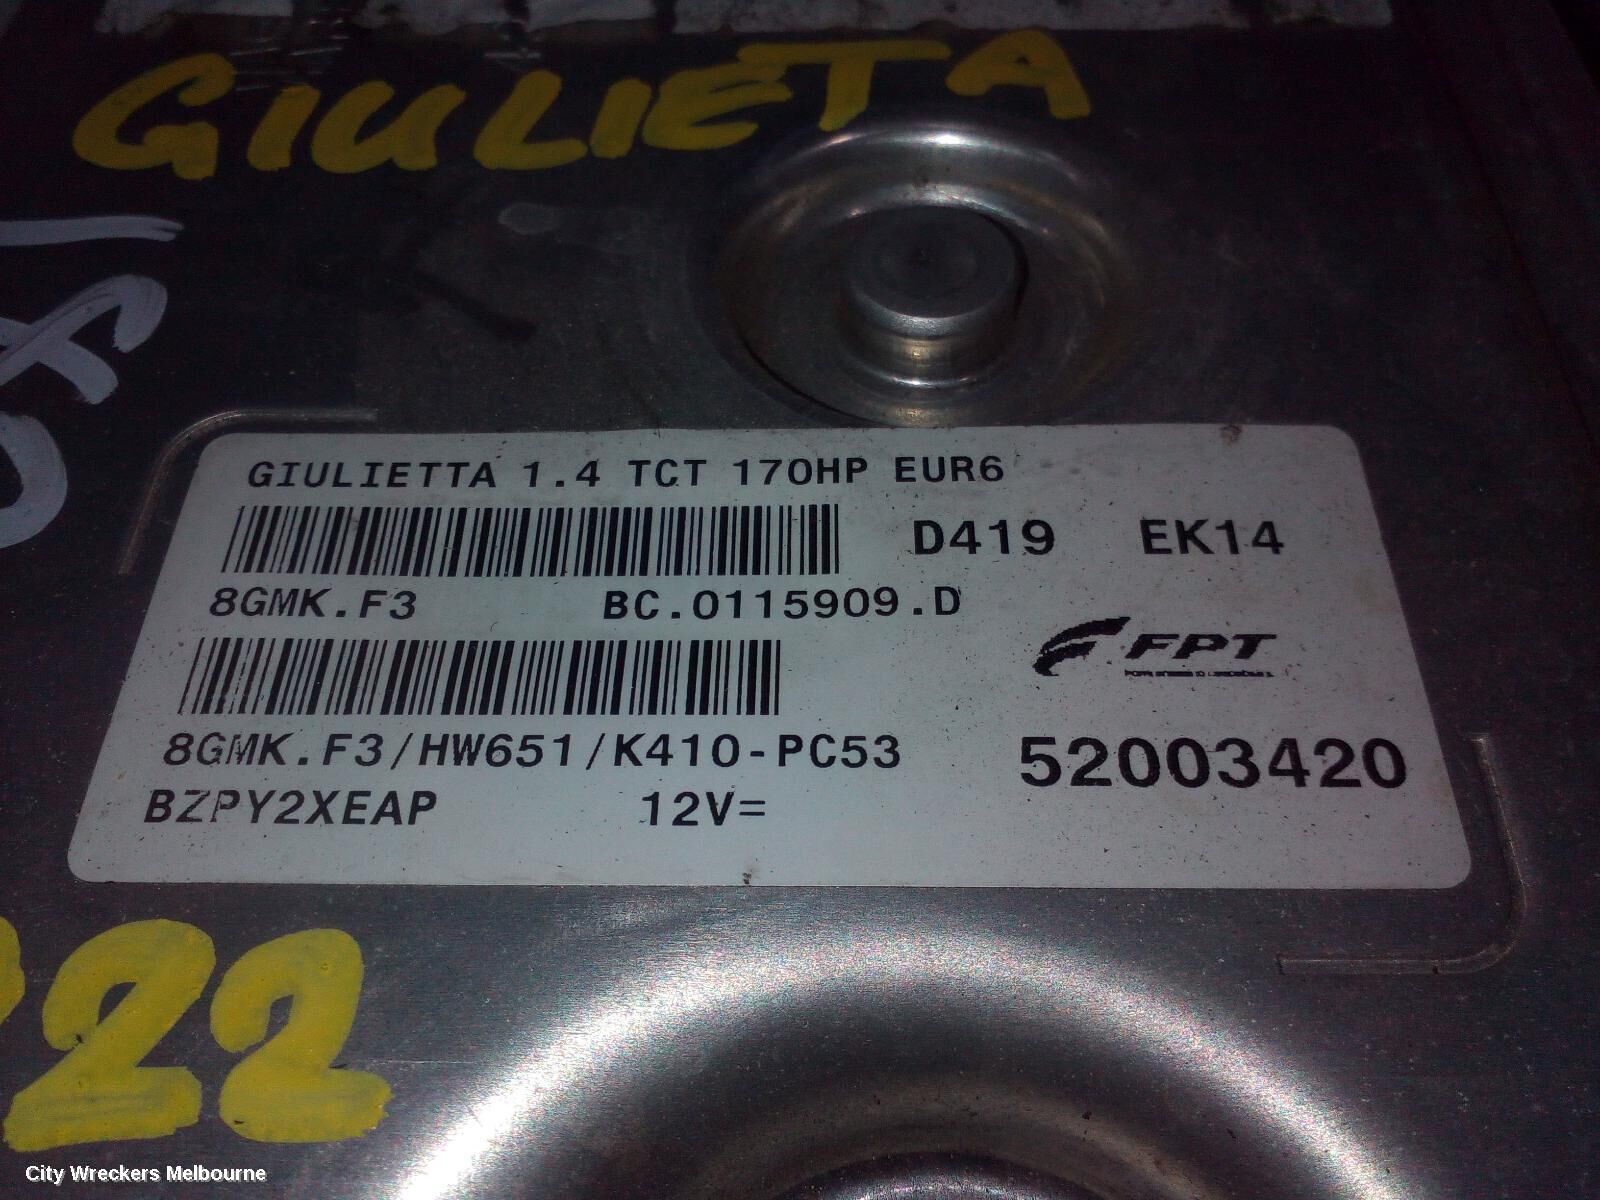 GIULIETA
GIULIETTA 1.4 TCT 170HP EUR6
D419 EK14
8GMK.F3 BC.0115909.D
FPT
8GMK.F3/HW651/K410-PC53
52003420
BZPY2XEAP 12V=
22
City Wreckers Melbourne